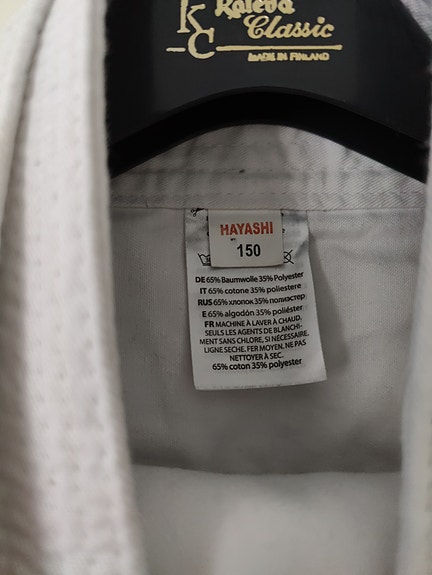 KC
Kaleva
Classic
MADE IN FINLAND
HAYASHI
150
DE 65% Baumwolle 35% Polyester
IT 65% cotone 35% poliestere
RUS 65% хлопок 35% полиэстер
E 65% algodón 35% poliéster
FR MACHINE À LAVER À CHAUD,
SEULS LES AGENTS DE BLANCHI-
MENT SANS CHLORE, SI NÉCESSAIRE.
LIGNE SECHE. FER MOYEN. NE PAS
NETTOYER À SEC.
65% coton 35% polyester